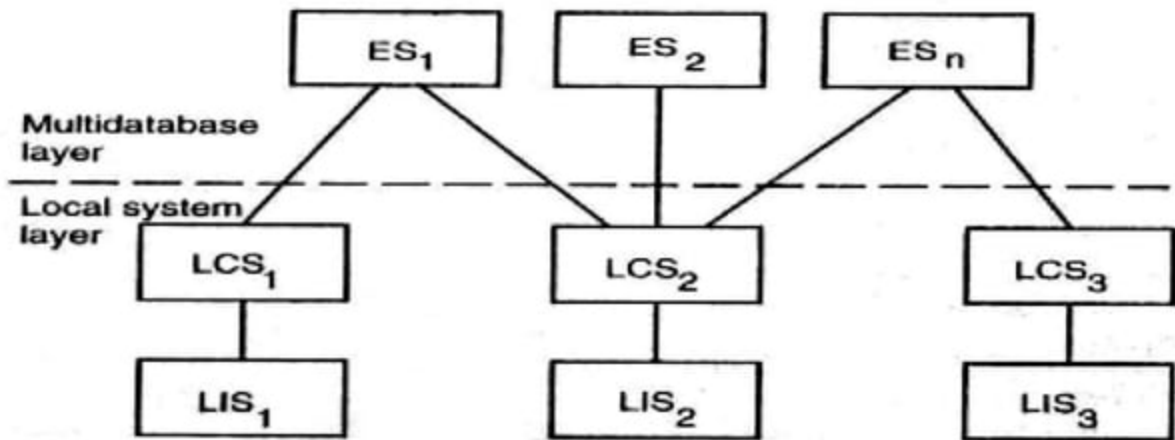 ES1 ES2 ESn
Multidatabase
layer
Local system
layer
LCS1 LCS2 LCS3
LIS1 LIS2 LIS3